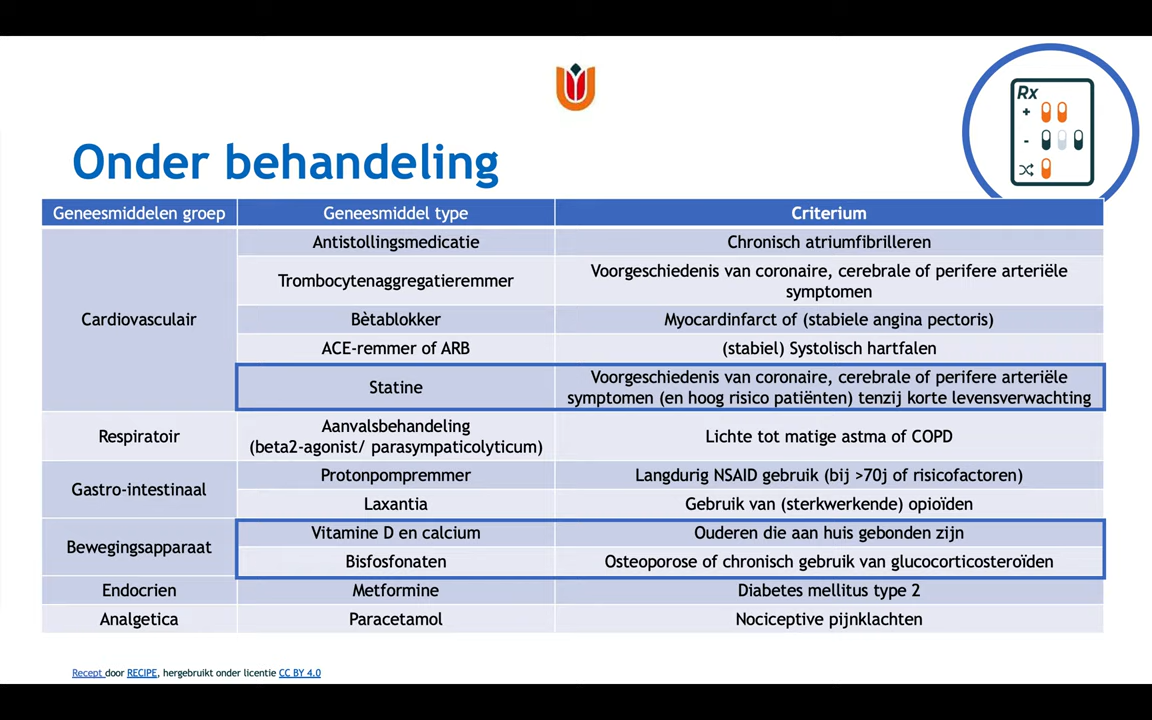 Rx
+
-
Onder behandeling
Geneesmiddelen groep
Geneesmiddel type
Criterium
Cardiovasculair
Antistollingsmedicatie
Chronisch atriumfibrilleren
Trombocytenaggregatieremmer
Voorgeschiedenis van coronaire, cerebrale of perifere arteriële
symptomen
Bètablokker
Myocardinfarct of (stabiele angina pectoris)
ACE-remmer of ARB
(stabiel) Systolisch hartfalen
Statine
Voorgeschiedenis van coronaire, cerebrale of perifere arteriële
symptomen (en hoog risico patiënten) tenzij korte levensverwachting
Respiratoir
Aanvalsbehandeling
(beta2-agonist/ parasympaticolyticum)
Lichte tot matige astma of COPD
Gastro-intestinaal
Protonpompremmer
Langdurig NSAID gebruik (bij >70j of risicofactoren)
Laxantia
Gebruik van (sterkwerkende) opioïden
Bewegingsapparaat
Vitamine D en calcium
Ouderen die aan huis gebonden zijn
Bisfosfonaten
Osteoporose of chronisch gebruik van glucocorticosteroïden
Endocrien
Metformine
Diabetes mellitus type 2
Analgetica
Paracetamol
Nociceptive pijnklachten
Recept door RECIPE, hergebruikt onder licentie CC BY 4.0